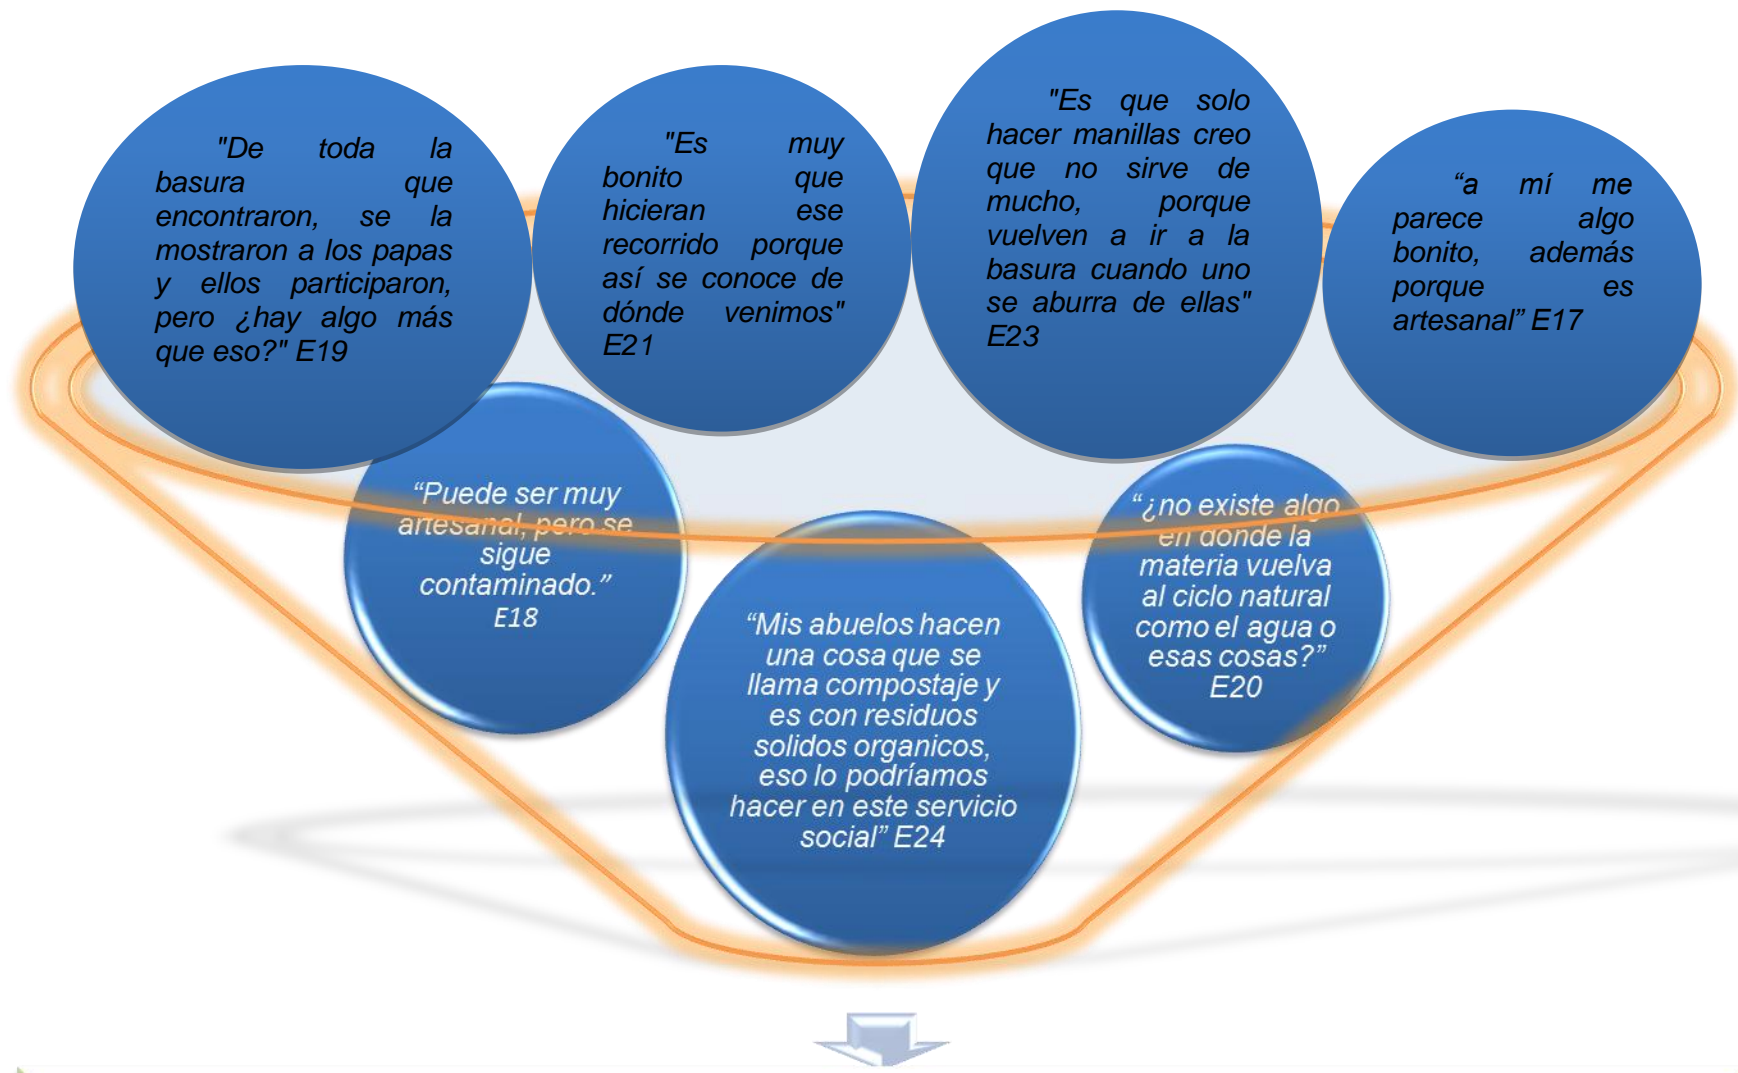 "De toda la
basura que
encontraron, se la
mostraron a los papas
y ellos participaron,
pero ¿hay algo más
que eso?" E19
"Es muy
bonito que
hicieran ese
recorrido porque
así se conoce de
dónde venimos"
E21
"Es que solo
hacer manillas creo
que no sirve de
mucho, porque
vuelven a ir a la
basura cuando uno
se aburra de ellas"
E23
“a mí me
parece algo
bonito, además
porque es
artesanal” E17
“Puede ser muy
artesanal, pero se
sigue
contaminado.”
E18
“Mis abuelos hacen
una cosa que se
llama compostaje y
es con residuos
solidos organicos,
eso lo podríamos
hacer en este servicio
social” E24
“¿no existe algo
en donde la
materia vuelva
al ciclo natural
como el agua o
esas cosas?”
E20